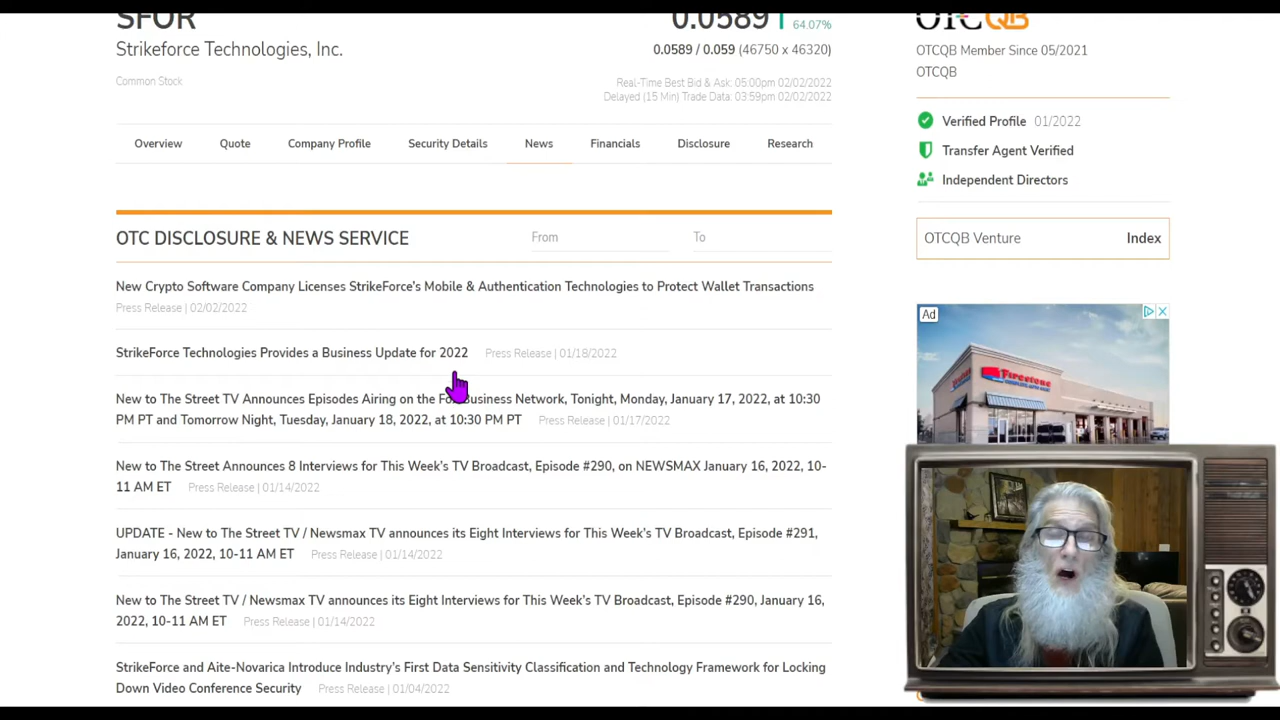 SFOR
0.0589
64.07%
Strikeforce Technologies, Inc.
0.0589 / 0.059 (46750 x 46320)
Common Stock
Real-Time Best Bid & Ask: 05:00pm 02/02/2022
Delayed (15 Min) Trade Data: 03:59pm 02/02/2022
Overview Quote Company Profile Security Details News Financials Disclosure Research
OTC DISCLOSURE & NEWS SERVICE
From To
New Crypto Software Company Licenses StrikeForce's Mobile & Authentication Technologies to Protect Wallet Transactions
Press Release | 02/02/2022
StrikeForce Technologies Provides a Business Update for 2022 Press Release | 01/18/2022
New to The Street TV Announces Episodes Airing on the Fox Business Network, Tonight, Monday, January 17, 2022, at 10:30
PM PT and Tomorrow Night, Tuesday, January 18, 2022, at 10:30 PM PT Press Release | 01/17/2022
New to The Street Announces 8 Interviews for This Week's TV Broadcast, Episode #290, on NEWSMAX January 16, 2022, 10-
11 AM ET Press Release | 01/14/2022
UPDATE - New to The Street TV / Newsmax TV announces its Eight Interviews for This Week's TV Broadcast, Episode #291,
January 16, 2022, 10-11 AM ET Press Release | 01/14/2022
New to The Street TV / Newsmax TV announces its Eight Interviews for This Week's TV Broadcast, Episode #290, January 16,
2022, 10-11 AM ET Press Release | 01/14/2022
StrikeForce and Aite-Novarica Introduce Industry's First Data Sensitivity Classification and Technology Framework for Locking
Down Video Conference Security Press Release | 01/04/2022
OTCQB
OTCQB Member Since 05/2021
OTCQB
Verified Profile 01/2022
Transfer Agent Verified
Independent Directors
OTCQB Venture Index
Ad
Firestone